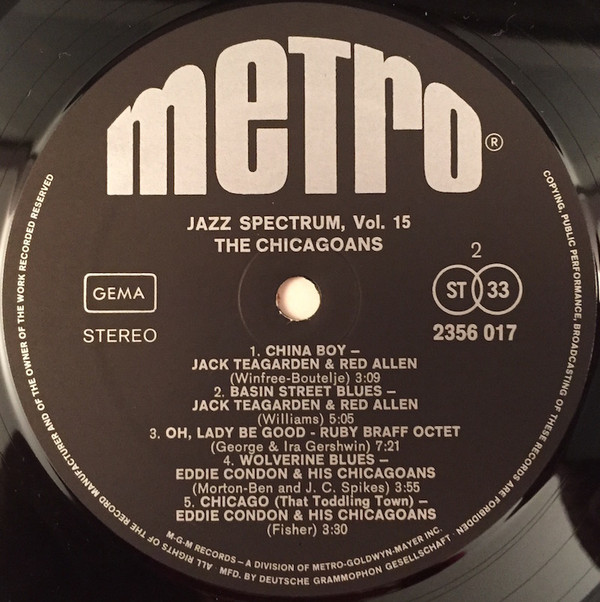 metro®
JAZZ SPECTRUM, Vol. 15
THE CHICAGOANS
GEMA
STEREO
2
ST 33
2356 017
1. CHINA BOY –
JACK TEAGARDEN & RED ALLEN
(Winfree-Boutelje) 3:09
2. BASIN STREET BLUES –
JACK TEAGARDEN & RED ALLEN
(Williams) 5:05
3. OH, LADY BE GOOD - RUBY BRAFF OCTET
(George & Ira Gershwin) 7:21
4. WOLVERINE BLUES –
EDDIE CONDON & HIS CHICAGOANS
(Morton-Ben and J. C. Spikes) 3:55
5. CHICAGO (That Toddling Town) –
EDDIE CONDON & HIS CHICAGOANS
(Fisher) 3:30
M-G-M RECORDS – A DIVISION OF METRO-GOLDWYN-MAYER INC.
ALL RIGHTS OF THE RECORD MANUFACTURER AND OF THE OWNER OF THE WORK RECORDED RESERVED
COPYING, PUBLIC PERFORMANCE, BROADCASTING OF THESE RECORDS ARE FORBIDDEN
MFD. BY DEUTSCHE GRAMMOPHON GESELLSCHAFT